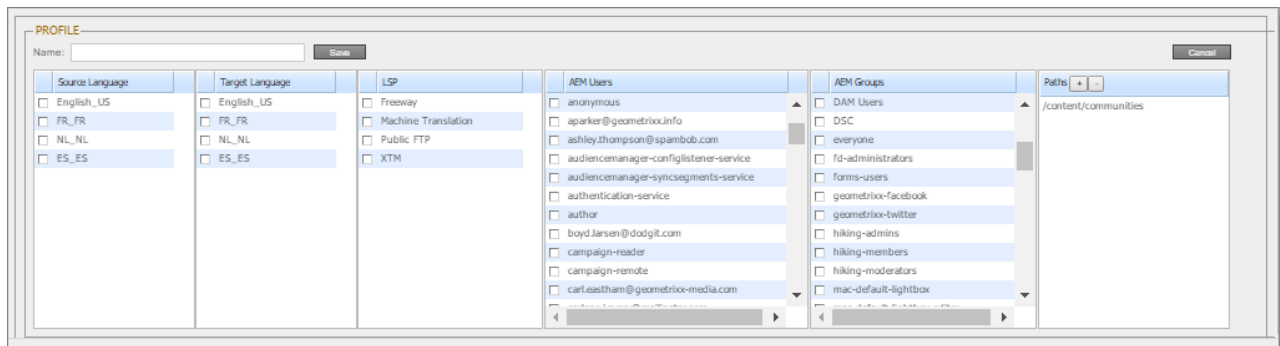 PROFILE
Name: Save Cancel
Source Language
English_US
FR_FR
NL_NL
ES_ES
Target Language
English_US
FR_FR
NL_NL
ES_ES
LSP
Freeway
Machine Translation
Public FTP
XTM
AEM Users
anonymous
aparker@geometrixx.info
ashley.thompson@spambob.com
audiencemanager-configlistener-service
audiencemanager-syncsegments-service
authentication-service
author
boyd.larsen@dodgit.com
campaign-reader
campaign-remote
carl.eastham@geometrixx-media.com
AEM Groups
DAM Users
DSC
everyone
fd-administrators
forms-users
geometrixx-facebook
geometrixx-twitter
hiking-admins
hiking-members
hiking-moderators
mac-default-lightbox
Paths + -
/content/communities